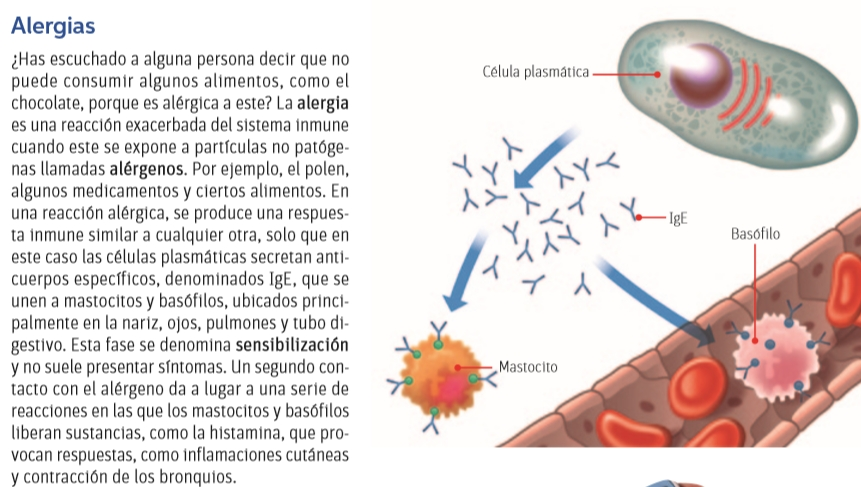 Alergias
¿Has escuchado a alguna persona decir que no
puede consumir algunos alimentos, como el
chocolate, porque es alérgica a este? La alergia
es una reacción exacerbada del sistema inmune
cuando este se expone a partículas no patóge-
nas llamadas alérgenos. Por ejemplo, el polen,
algunos medicamentos y ciertos alimentos. En
una reacción alérgica, se produce una respues-
ta inmune similar a cualquier otra, solo que en
este caso las células plasmáticas secretan anti-
cuerpos específicos, denominados IgE, que se
unen a mastocitos y basófilos, ubicados princi-
palmente en la nariz, ojos, pulmones y tubo di-
gestivo. Esta fase se denomina sensibilización
y no suele presentar síntomas. Un segundo con-
tacto con el alérgeno da a lugar a una serie de
reacciones en las que los mastocitos y basófilos
liberan sustancias, como la histamina, que pro-
vocan respuestas, como inflamaciones cutáneas
y contracción de los bronquios.
Célula plasmática
IgE
Basófilo
Mastocito